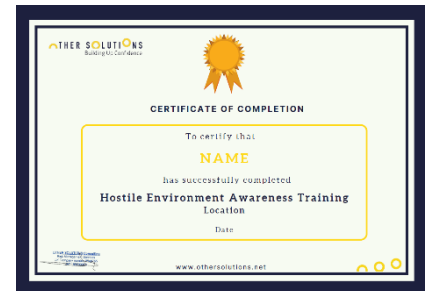 OTHER SOLUTIONS
Building Up Confidence
CERTIFICATE OF COMPLETION
To certify that
NAME
has successfully completed
Hostile Environment Awareness Training
Location
Date
www.othersolutions.net